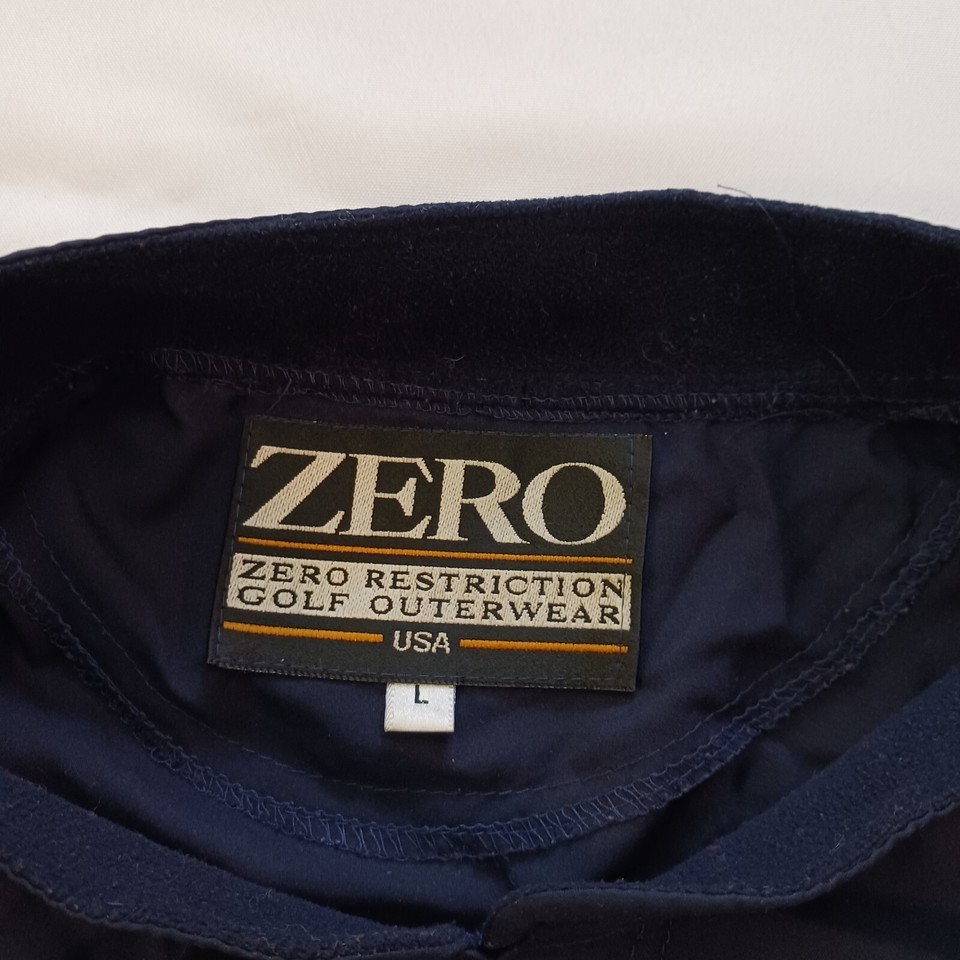 ZERO
ZERO RESTRICTION
GOLF OUTERWEAR
USA
L